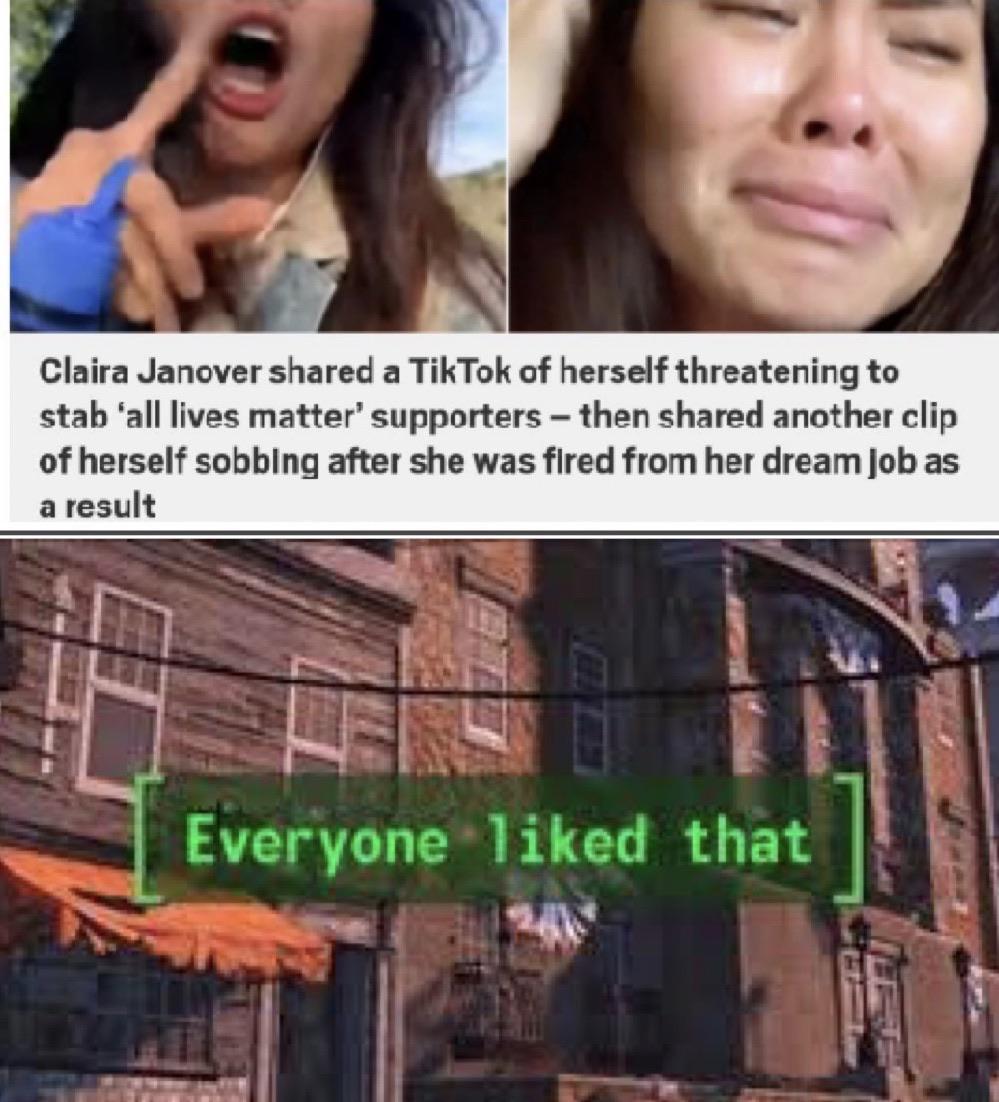 Claira Janover shared a TikTok of herself threatening to
stab ‘all lives matter’ supporters – then shared another clip
of herself sobbing after she was fired from her dream job as
a result
[Everyone liked that]